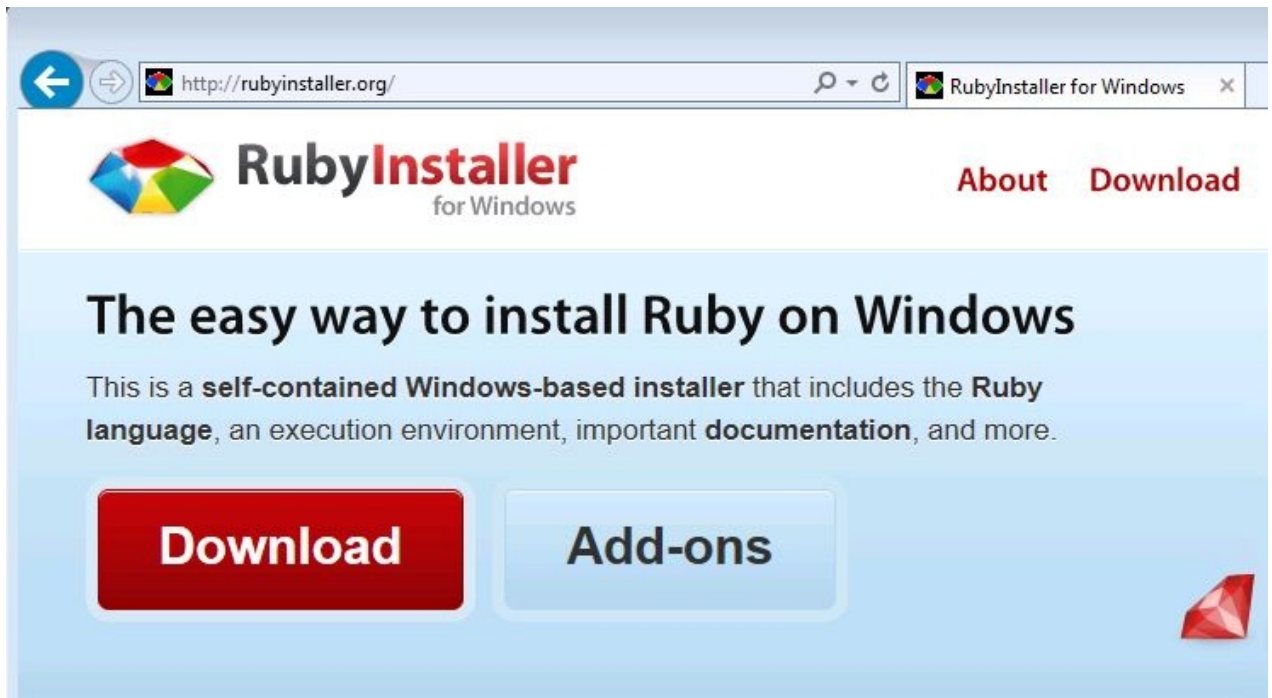 http://rubyinstaller.org/
RubyInstaller for Windows
RubyInstaller
for Windows
About Download
The easy way to install Ruby on Windows
This is a self-contained Windows-based installer that includes the Ruby
language, an execution environment, important documentation, and more.
Download
Add-ons